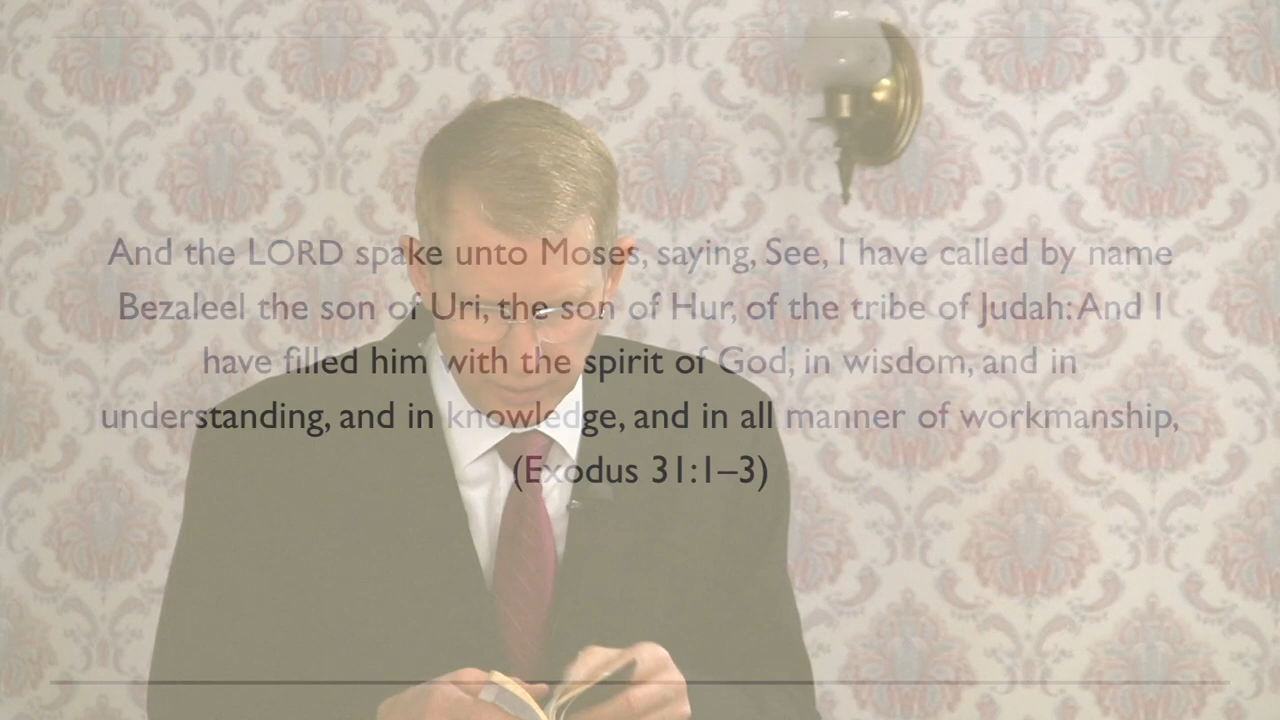 And the LORD spake unto Moses, saying, See, I have called by name
Bezaleel the son of Uri, the son of Hur, of the tribe of Judah: And I
have filled him with the spirit of God, in wisdom, and in
understanding, and in knowledge, and in all manner of workmanship,
(Exodus 31:1–3)